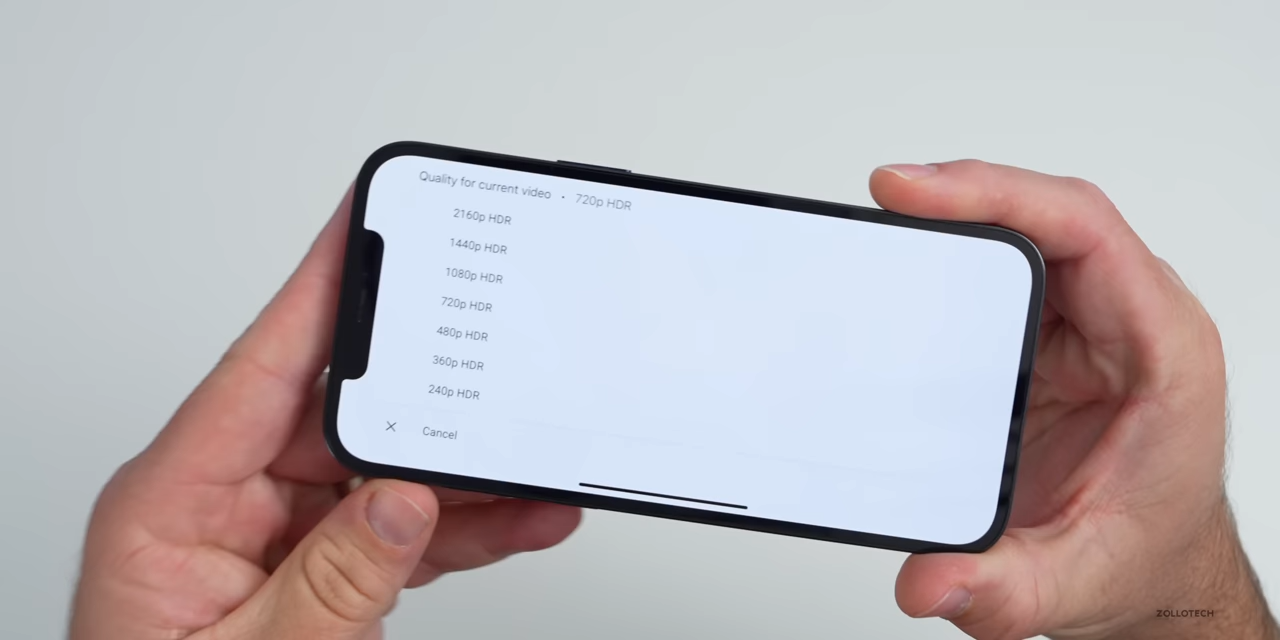 Quality for current video • 720p HDR
2160p HDR
1440p HDR
1080p HDR
720p HDR
480p HDR
360p HDR
240p HDR
Cancel
ZOLLOTECH